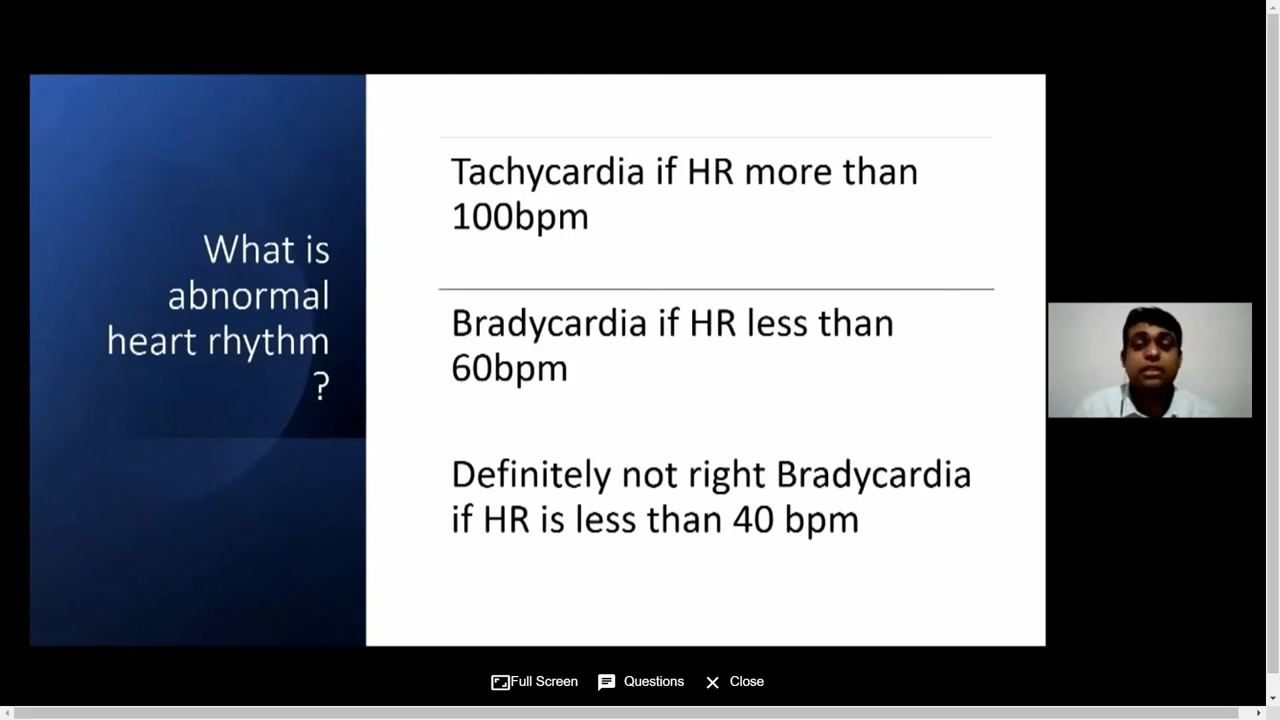 What is
abnormal
heart rhythm
?
Tachycardia if HR more than
100bpm
Bradycardia if HR less than
60bpm
Definitely not right Bradycardia
if HR is less than 40 bpm
Full Screen
Questions
Close